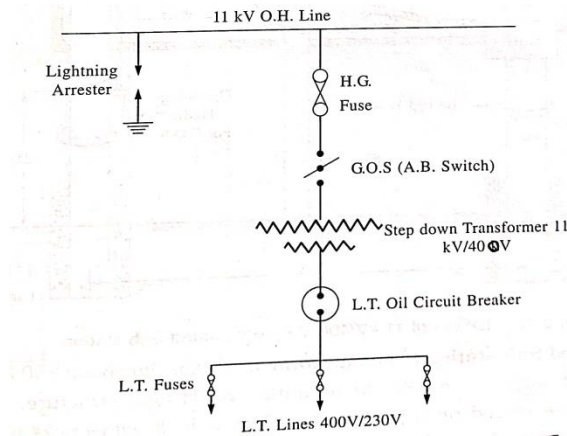 11 kV O.H. Line
Lightning
Arrester
H.G.
Fuse
G.O.S (A.B. Switch)
Step down Transformer 11
kV/400V
L.T. Oil Circuit Breaker
L.T. Fuses
L.T. Lines 400V/230V